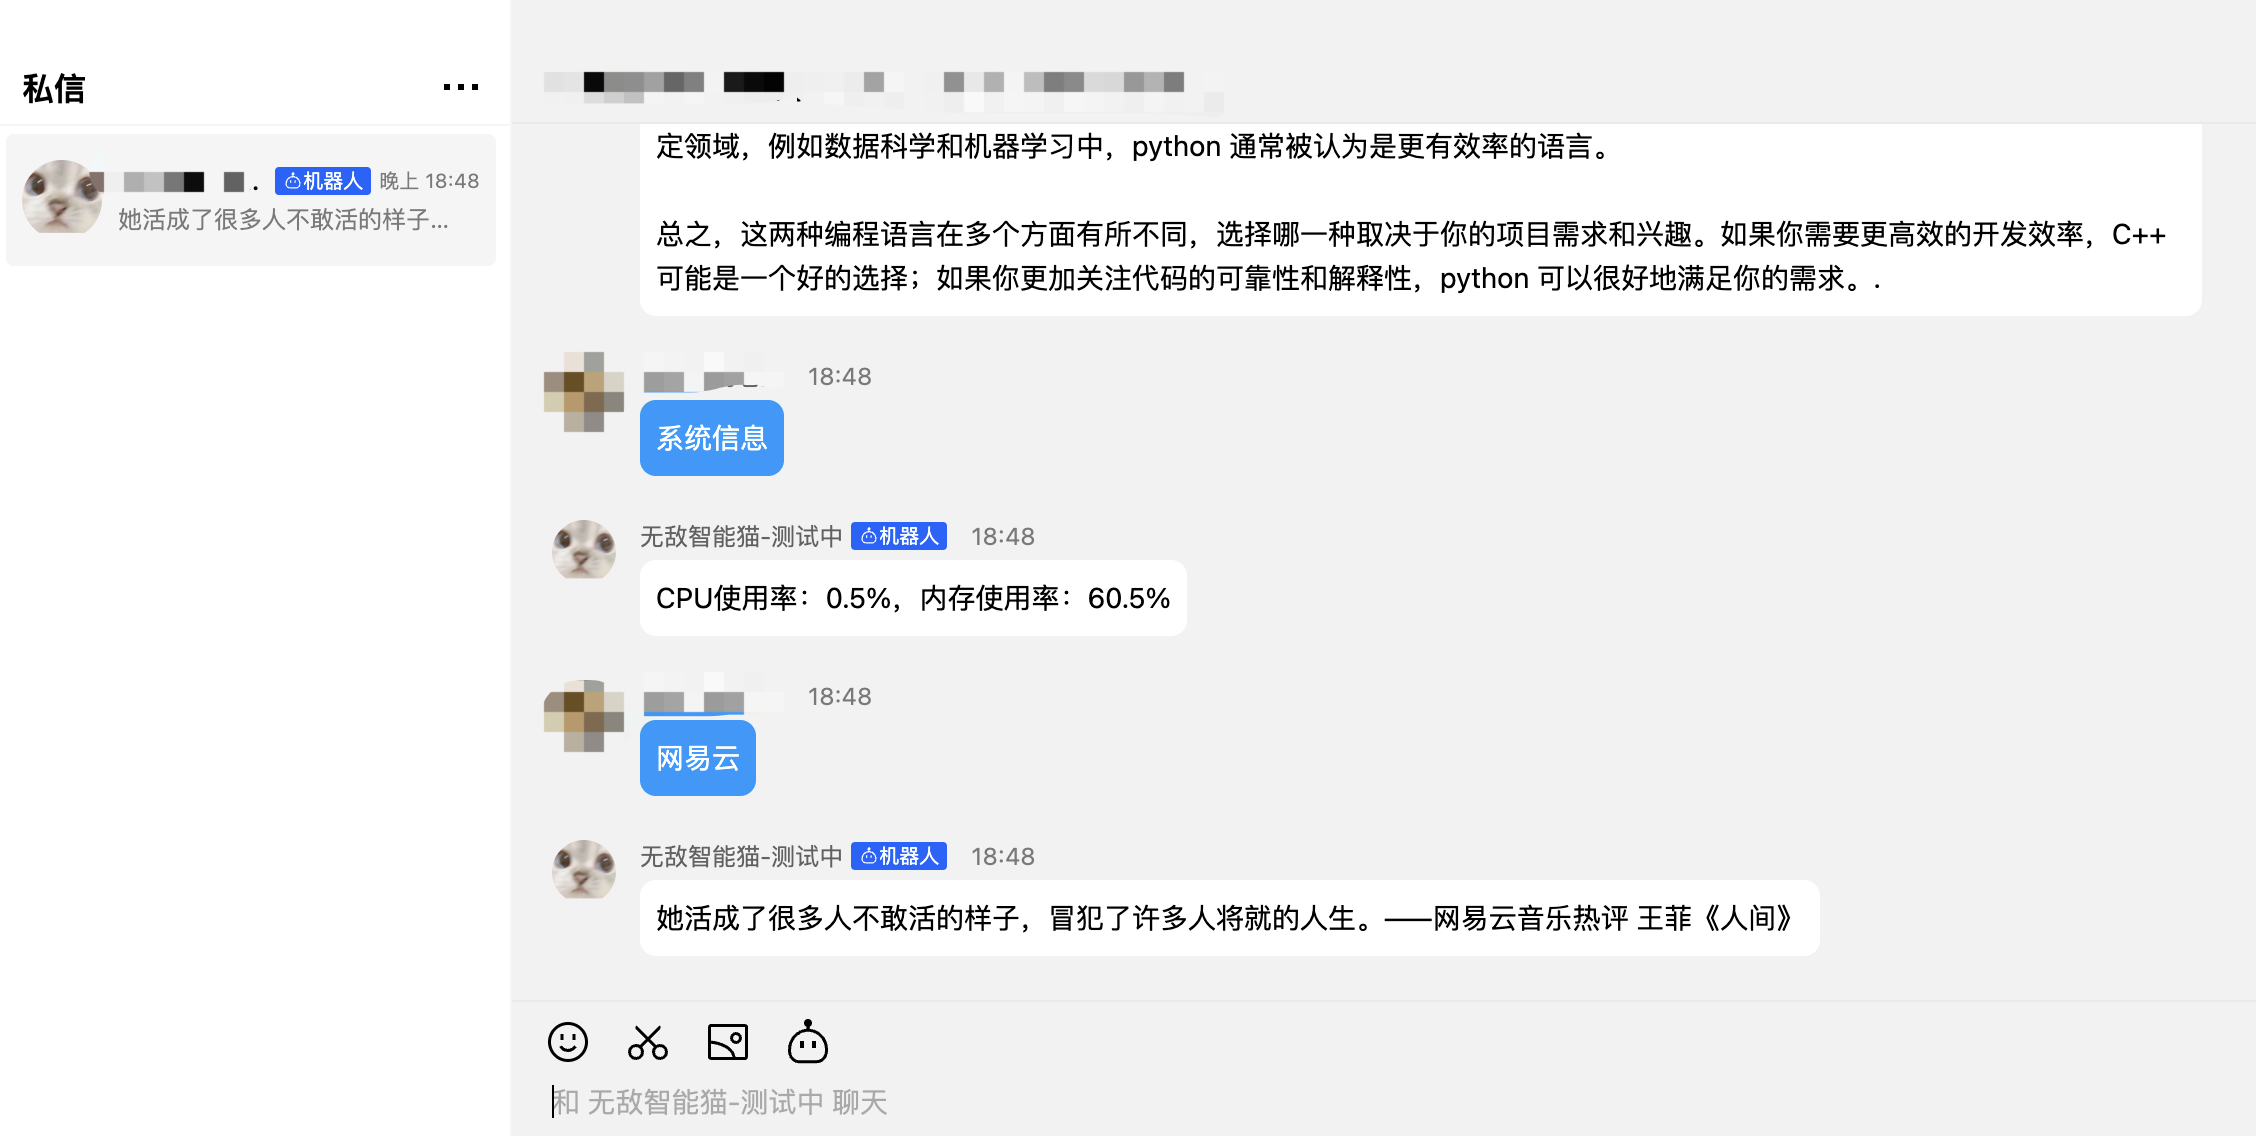 私信
机器人 晚上 18:48
她活成了很多人不敢活的样子...
定领域，例如数据科学和机器学习中，python 通常被认为是更有效率的语言。
总之，这两种编程语言在多个方面有所不同，选择哪一种取决于你的项目需求和兴趣。如果你需要更高效的开发效率，C++
可能是一个好的选择；如果你更加关注代码的可靠性和解释性，python 可以很好地满足你的需求。.
18:48
系统信息
无敌智能猫-测试中 机器人 18:48
CPU使用率：0.5%，内存使用率：60.5%
18:48
网易云
无敌智能猫-测试中 机器人 18:48
她活成了很多人不敢活的样子，冒犯了许多人将就的人生。——网易云音乐热评 王菲《人间》
和 无敌智能猫-测试中 聊天